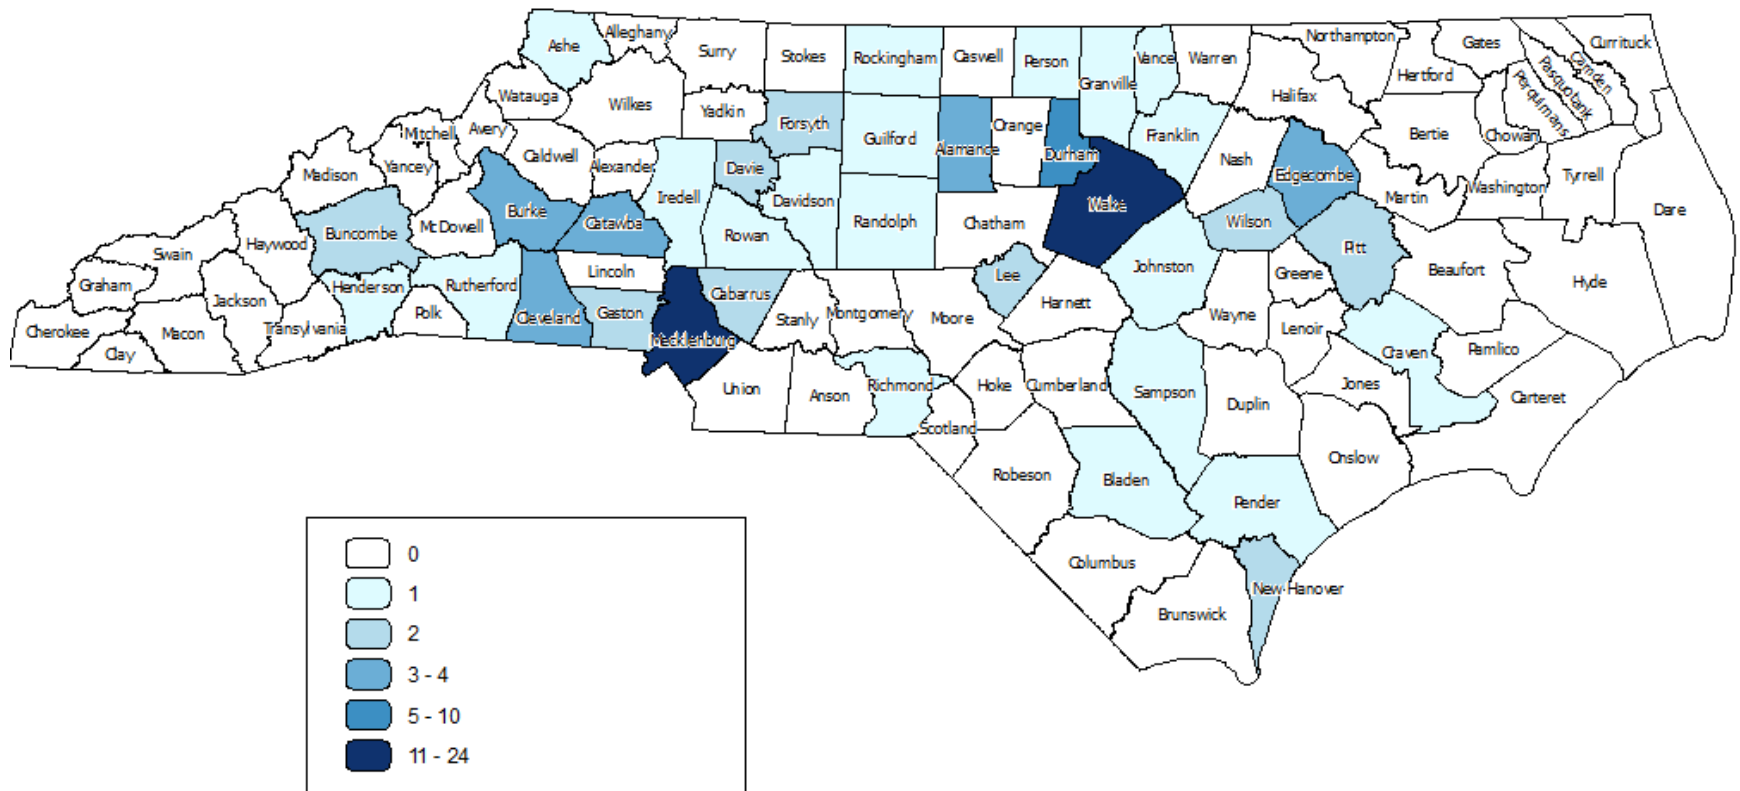 Ashe
Alleghany
Surry
Stokes
Rockingham
Caswell
Person
Granville
Vance
Warren
Northampton
Gates
Currituck
Camden
Pasquotank
Perquimans
Hertford
Halifax
Watauga
Wilkes
Yadkin
Forsyth
Guilford
Alamance
Orange
Durham
Franklin
Nash
Edgecombe
Bertie
Chowan
Mitchell
Avery
Caldwell
Alexander
Iredell
Davie
Davidson
Randolph
Chatham
Wake
Wilson
Martin
Washington
Tyrrell
Dare
Madison
Yancey
Burke
Catawba
Rowan
Buncombe
McDowell
Haywood
Swain
Graham
Jackson
Henderson
Rutherford
Lincoln
Cabarrus
Lee
Harnett
Johnston
Greene
Pitt
Beaufort
Hyde
Cherokee
Clay
Macon
Transylvania
Polk
Cleveland
Gaston
Mecklenburg
Stanly
Montgomery
Moore
Wayne
Lenoir
Craven
Pamlico
Union
Anson
Richmond
Hoke
Cumberland
Sampson
Duplin
Jones
Carteret
Scotland
Robeson
Bladen
Pender
Onslow
Columbus
Brunswick
New Hanover
0
1
2
3 - 4
5 - 10
11 - 24